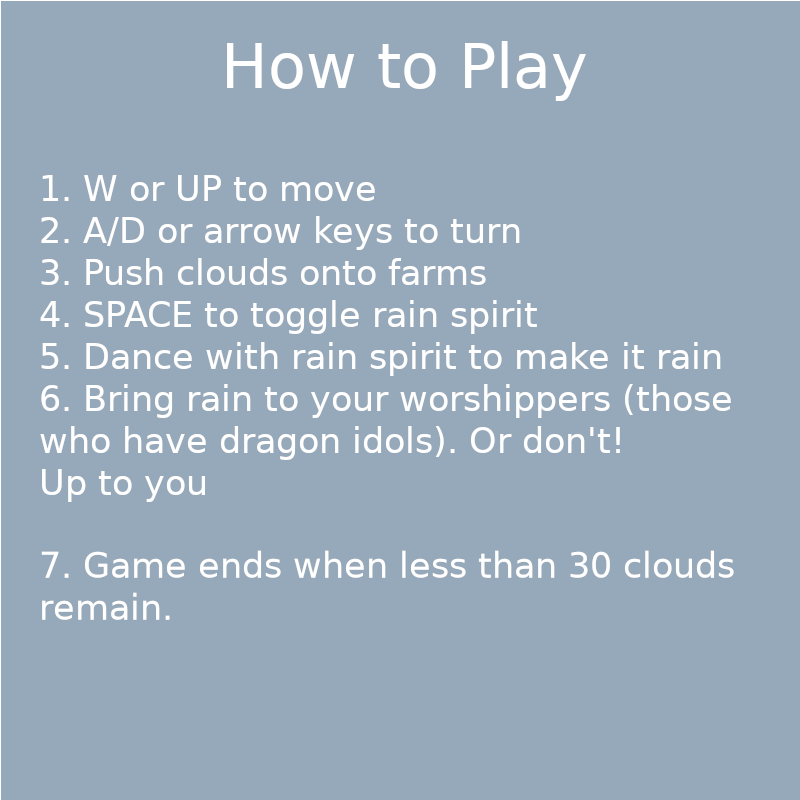 How to Play
1. W or UP to move
2. A/D or arrow keys to turn
3. Push clouds onto farms
4. SPACE to toggle rain spirit
5. Dance with rain spirit to make it rain
6. Bring rain to your worshippers (those
who have dragon idols). Or don't!
Up to you
7. Game ends when less than 30 clouds
remain.